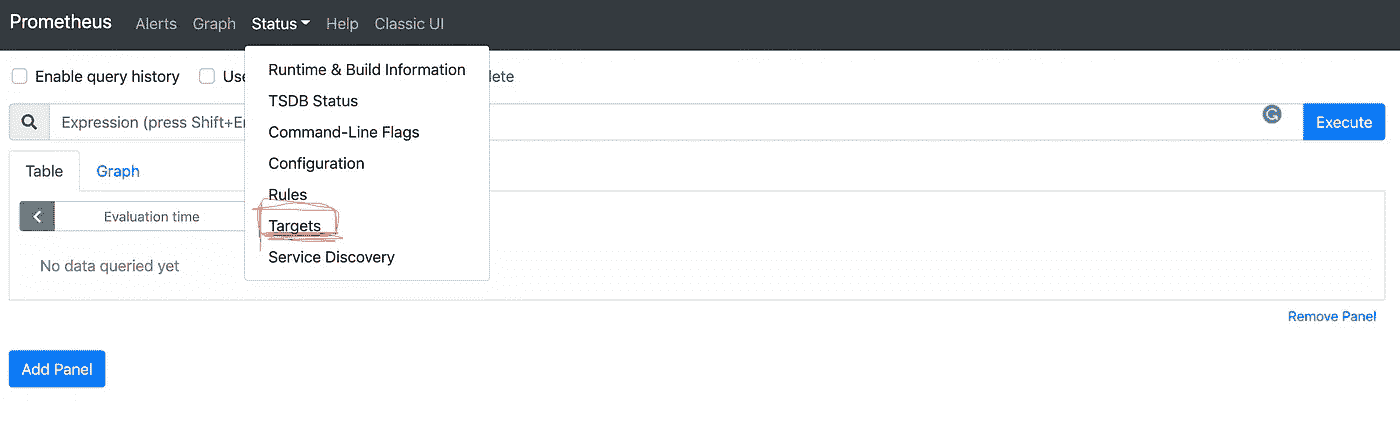 Prometheus Alerts Graph Status Help Classic UI
Enable query history Use lete
Runtime & Build Information
TSDB Status
Command-Line Flags
Configuration
Rules
Targets
Service Discovery
Expression (press Shift+En Execute
Table Graph
Evaluation time
No data queried yet
Remove Panel
Add Panel